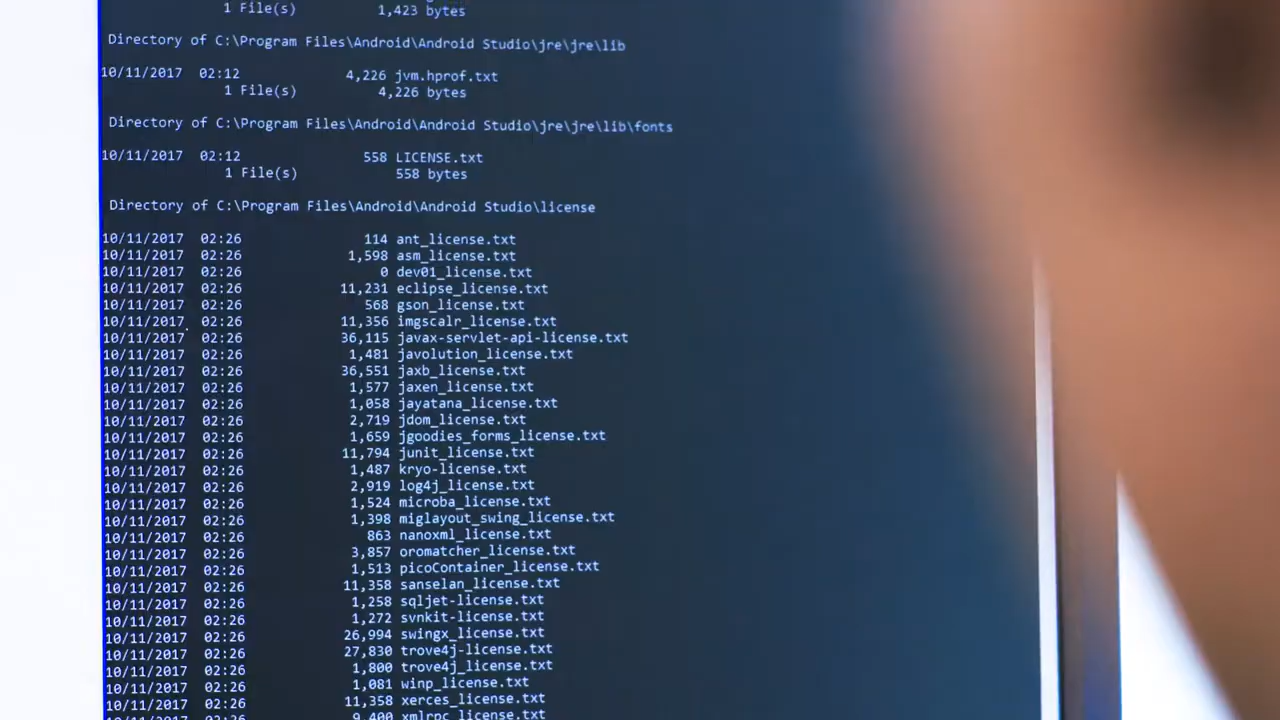 1 File(s) 1,423 bytes
Directory of C:\Program Files\Android\Android Studio\jre\jre\lib
10/11/2017 02:12 4,226 jvm.hprof.txt
1 File(s) 4,226 bytes
Directory of C:\Program Files\Android\Android Studio\jre\jre\lib\fonts
10/11/2017 02:12 558 LICENSE.txt
1 File(s) 558 bytes
Directory of C:\Program Files\Android\Android Studio\license
10/11/2017 02:26 114 ant_license.txt
10/11/2017 02:26 1,598 asm_license.txt
10/11/2017 02:26 0 dev01_license.txt
10/11/2017 02:26 11,231 eclipse_license.txt
10/11/2017 02:26 568 gson_license.txt
10/11/2017 02:26 11,356 imgscalr_license.txt
10/11/2017 02:26 36,115 javax-servlet-api-license.txt
10/11/2017 02:26 1,481 javolution_license.txt
10/11/2017 02:26 36,551 jaxb_license.txt
10/11/2017 02:26 1,577 jaxen_license.txt
10/11/2017 02:26 1,058 jayatana_license.txt
10/11/2017 02:26 2,719 jdom_license.txt
10/11/2017 02:26 1,659 jgoodies_forms_license.txt
10/11/2017 02:26 11,794 junit_license.txt
10/11/2017 02:26 1,487 kryo-license.txt
10/11/2017 02:26 2,919 log4j_license.txt
10/11/2017 02:26 1,524 microba_license.txt
10/11/2017 02:26 1,398 miglayout_swing_license.txt
10/11/2017 02:26 863 nanoxml_license.txt
10/11/2017 02:26 3,857 oromatcher_license.txt
10/11/2017 02:26 1,513 picoContainer_license.txt
10/11/2017 02:26 11,358 sanselan_license.txt
10/11/2017 02:26 1,258 sqljet-license.txt
10/11/2017 02:26 1,272 svnkit-license.txt
10/11/2017 02:26 26,994 swingx_license.txt
10/11/2017 02:26 27,830 trove4j-license.txt
10/11/2017 02:26 1,800 trove4j_license.txt
10/11/2017 02:26 1,081 winp_license.txt
10/11/2017 02:26 11,358 xerces_license.txt
10/11/2017 02:26 9,400 xmlrpc_license.txt